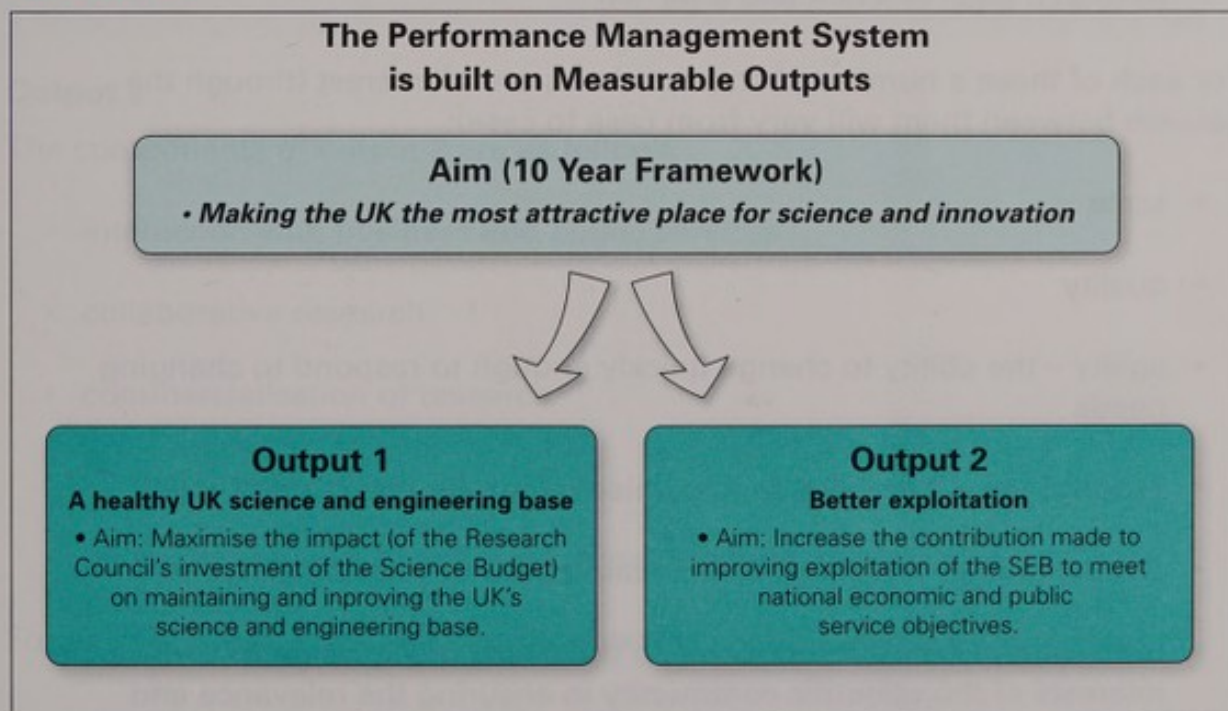 The Performance Management System
is built on Measurable Outputs
Aim (10 Year Framework)
• Making the UK the most attractive place for science and innovation
Output 1
A healthy UK science and engineering base
• Aim: Maximise the impact (of the Research
Council's investment of the Science Budget)
on maintaining and inproving the UK's
science and engineering base.
Output 2
Better exploitation
• Aim: Increase the contribution made to
improving exploitation of the SEB to meet
national economic and public
service objectives.